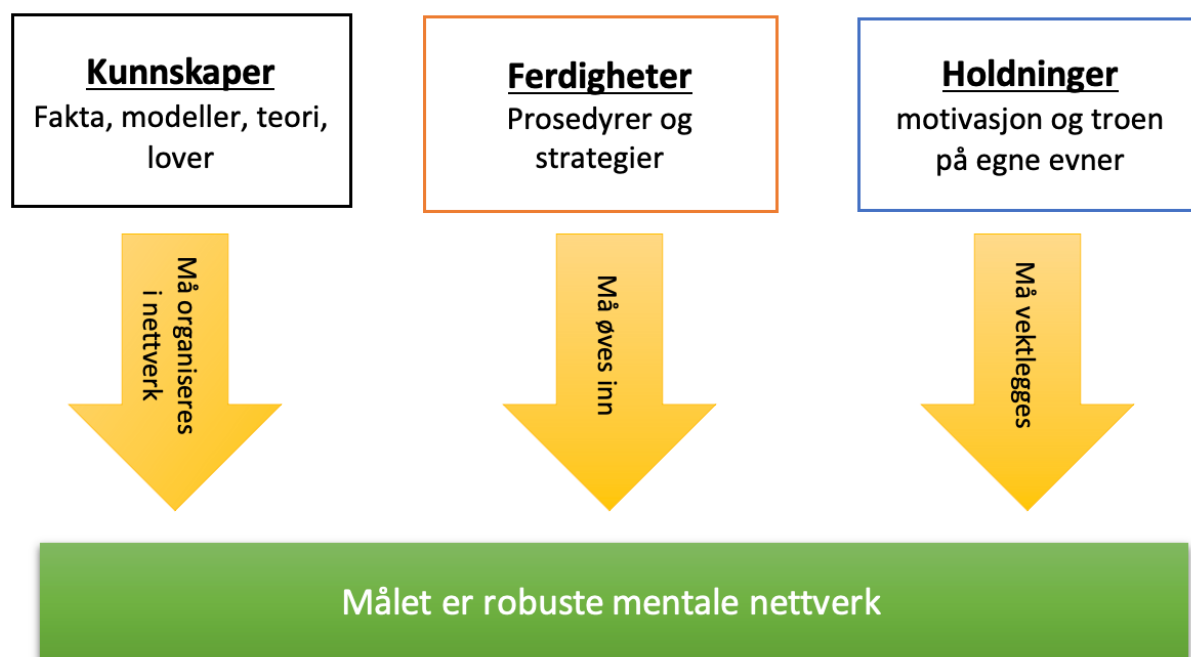 Kunnskaper
Fakta, modeller, teori,
lover
Ferdigheter
Prosedyrer og
strategier
Holdninger
motivasjon og troen
på egne evner
Må organiseres
i nettverk
Må øves inn
Må vektlegges
Målet er robuste mentale nettverk